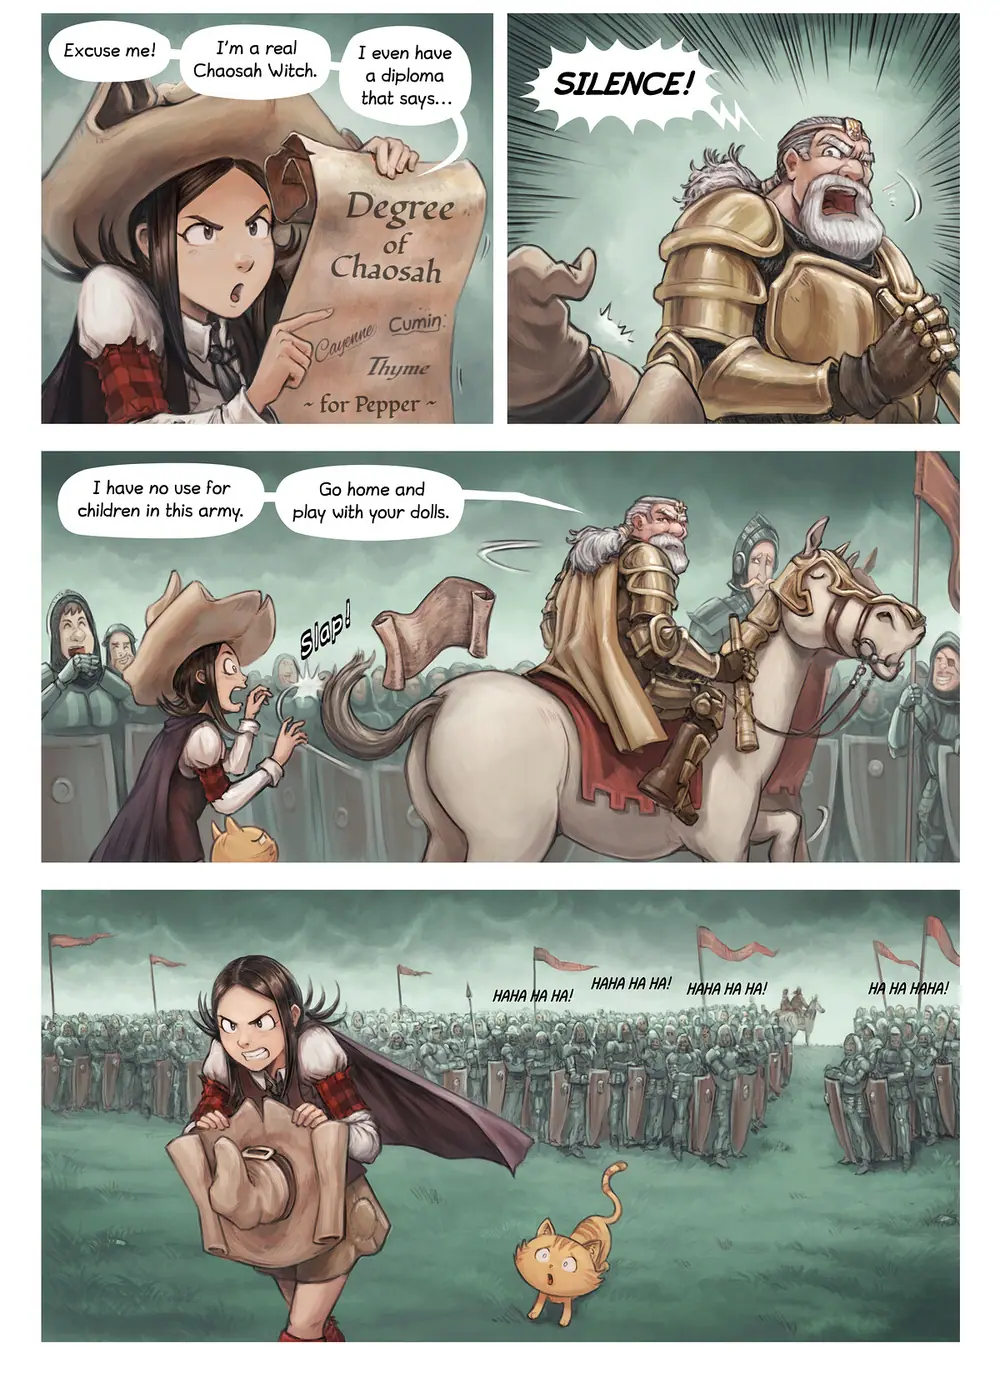 Excuse me!
I'm a real
Chaosah Witch.
I even have
a diploma
that says...
Degree
of
Chaosah
Cayenne
Cumin
Thyme
~ for Pepper ~
SILENCE!
I have no use for
children in this army.
Go home and
play with your dolls.
Slap!
HAHA HA HA!
HAHA HA HA!
HAHA HA HA!
HA HA HAHA!